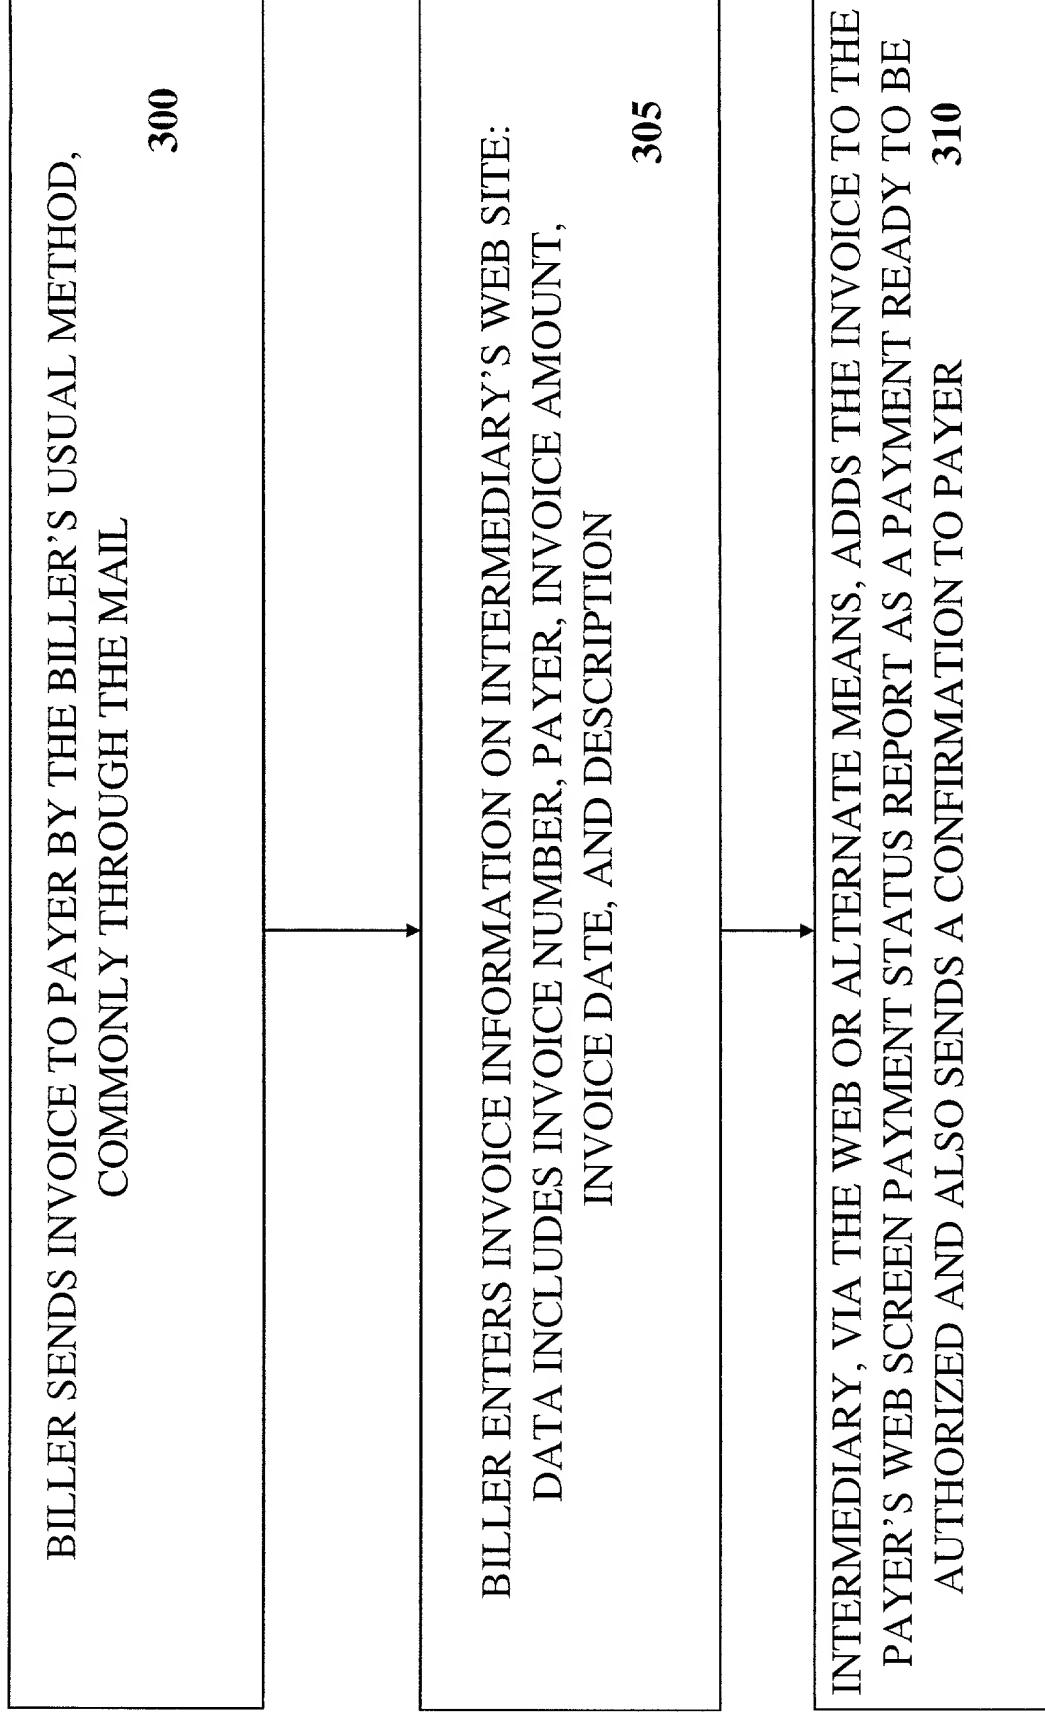 BILLER SENDS INVOICE TO PAYER BY THE BILLER'S USUAL METHOD,
COMMONLY THROUGH THE MAIL
300
BILLER ENTERS INVOICE INFORMATION ON INTERMEDIARY'S WEB SITE:
DATA INCLUDES INVOICE NUMBER, PAYER, INVOICE AMOUNT,
INVOICE DATE, AND DESCRIPTION
305
INTERMEDIARY, VIA THE WEB OR ALTERNATE MEANS, ADDS THE INVOICE TO THE
PAYER'S WEB SCREEN PAYMENT STATUS REPORT AS A PAYMENT READY TO BE
AUTHORIZED AND ALSO SENDS A CONFIRMATION TO PAYER 310